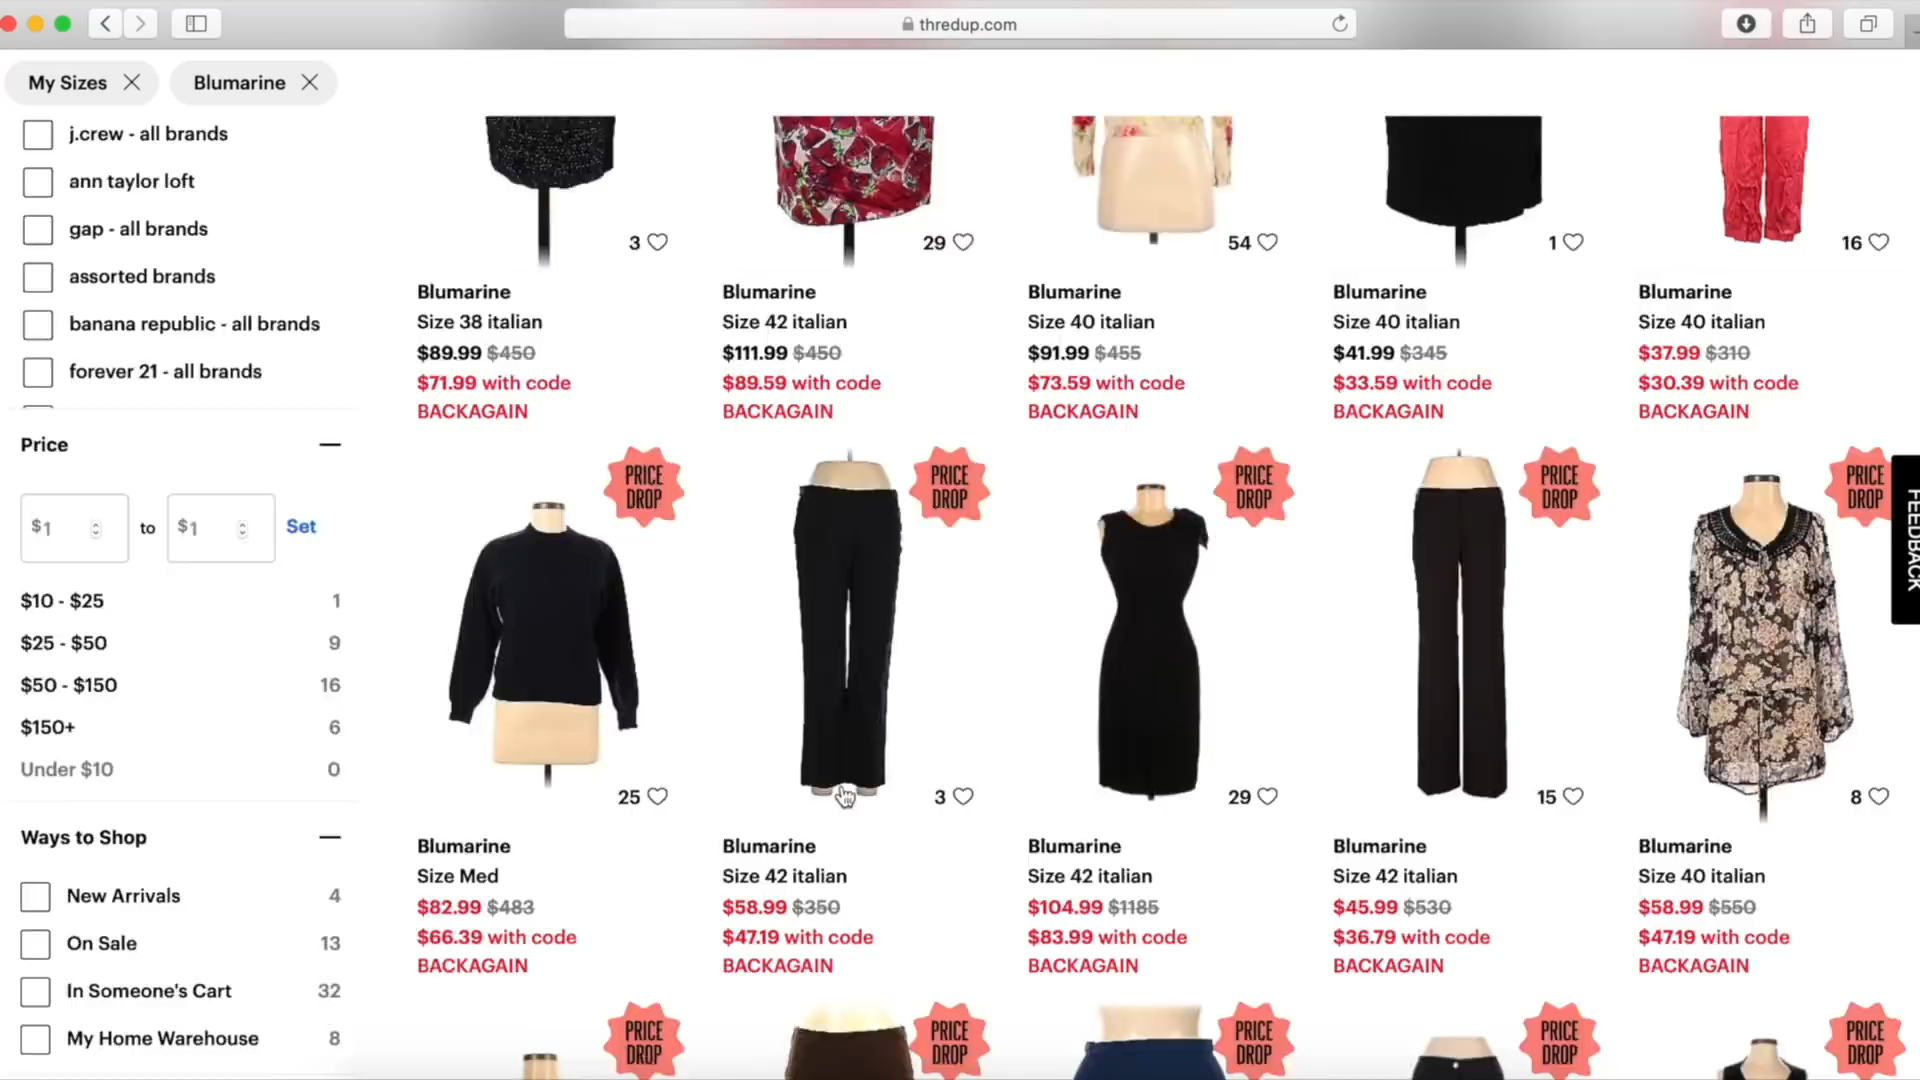 thredup.com
My Sizes
Blumarine
j.crew - all brands
ann taylor loft
gap - all brands
assorted brands
banana republic - all brands
forever 21 - all brands
Price
$1 to $1 Set
$10 - $25 1
$25 - $50 9
$50 - $150 16
$150+ 6
Under $10 0
Ways to Shop
New Arrivals 4
On Sale 13
In Someone's Cart 32
My Home Warehouse 8
3 29 54 1 16
Blumarine Blumarine Blumarine Blumarine Blumarine
Size 38 italian Size 42 italian Size 40 italian Size 40 italian Size 40 italian
$89.99 $450 $111.99 $450 $91.99 $455 $41.99 $345 $37.99 $310
$71.99 with code $89.59 with code $73.59 with code $33.59 with code $30.39 with code
BACKAGAIN BACKAGAIN BACKAGAIN BACKAGAIN BACKAGAIN
PRICE PRICE PRICE PRICE PRICE
DROP DROP DROP DROP DROP
FEEDBACK
25 3 29 15 8
Blumarine Blumarine Blumarine Blumarine Blumarine
Size Med Size 42 italian Size 42 italian Size 42 italian Size 40 italian
$82.99 $483 $58.99 $350 $104.99 $1185 $45.99 $530 $58.99 $550
$66.39 with code $47.19 with code $83.99 with code $36.79 with code $47.19 with code
BACKAGAIN BACKAGAIN BACKAGAIN BACKAGAIN BACKAGAIN
PRICE PRICE PRICE PRICE PRICE
DROP DROP DROP DROP DROP